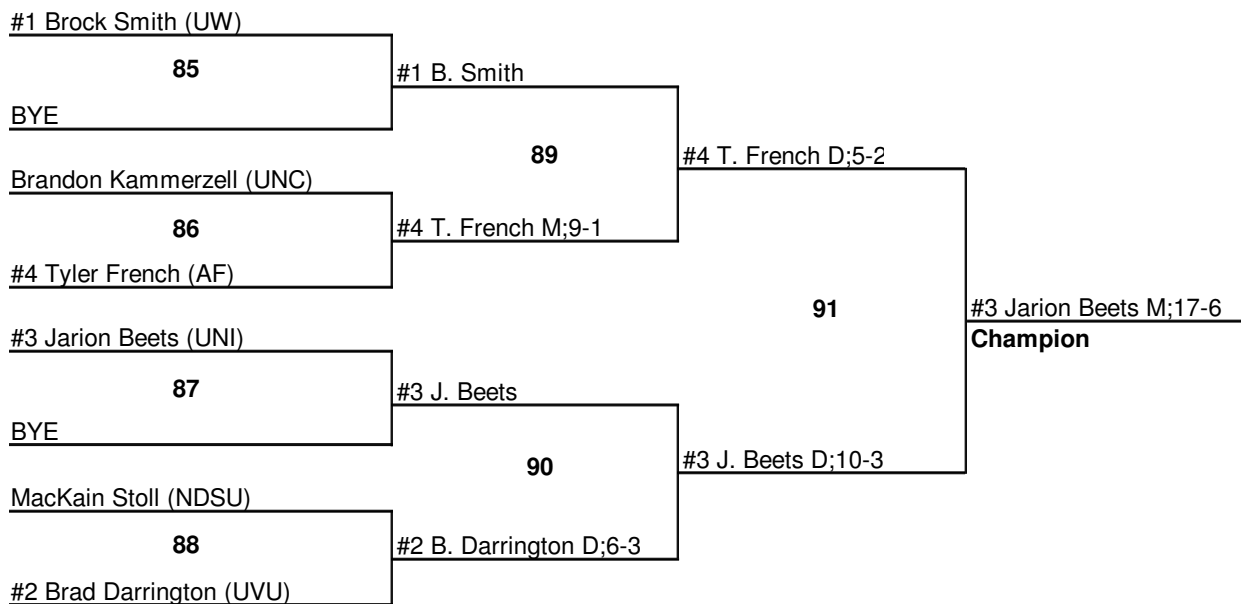 #1 Brock Smith (UW)
85
#1 B. Smith
BYE
89
#4 T. French D;5-2
Brandon Kammerzell (UNC)
86
#4 T. French M;9-1
#4 Tyler French (AF)
91
#3 Jarion Beets M;17-6
Champion
#3 Jarion Beets (UNI)
87
#3 J. Beets
BYE
90
#3 J. Beets D;10-3
MacKain Stoll (NDSU)
88
#2 B. Darrington D;6-3
#2 Brad Darrington (UVU)